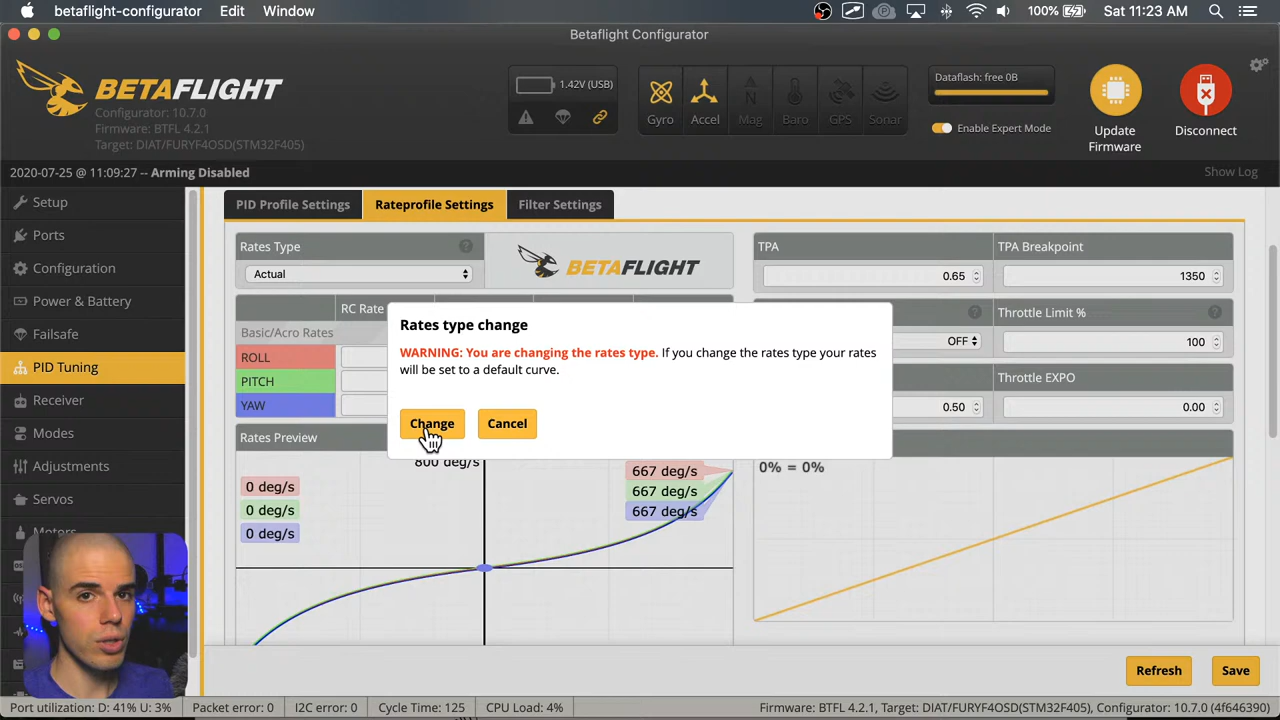 betaflight-configurator Edit Window 100% Sat 11:23 AM
Betaflight Configurator
BETAFLIGHT
Configurator: 10.7.0
Firmware: BTFL 4.2.1
Target: DIAT/FURYF4OSD(STM32F405)
1.42V (USB)
Gyro Accel Mag Baro GPS Sonar
Dataflash: free 0B
Enable Expert Mode
Update Firmware
Disconnect
2020-07-25 @ 11:09:27 -- Arming Disabled
Show Log
Setup
Ports
Configuration
Power & Battery
Failsafe
PID Tuning
Receiver
Modes
Adjustments
Servos
Motors
PID Profile Settings Rateprofile Settings Filter Settings
Rates Type
Actual
BETAFLIGHT
RC Rate
Basic/Acro Rates
ROLL
PITCH
YAW
TPA TPA Breakpoint
0.65 1350
Throttle Limit %
OFF 100
Throttle EXPO
0.50 0.00
Rates type change
WARNING: You are changing the rates type. If you change the rates type your rates
will be set to a default curve.
Change Cancel
Rates Preview
800 deg/s
0 deg/s
0 deg/s
0 deg/s
667 deg/s
667 deg/s
667 deg/s
0% = 0%
Refresh Save
Port utilization: D: 41% U: 3% Packet error: 0 I2C error: 0 Cycle Time: 125 CPU Load: 4% Firmware: BTFL 4.2.1, Target: DIAT/FURYF4OSD(STM32F405), Configurator: 10.7.0 (4f646390)